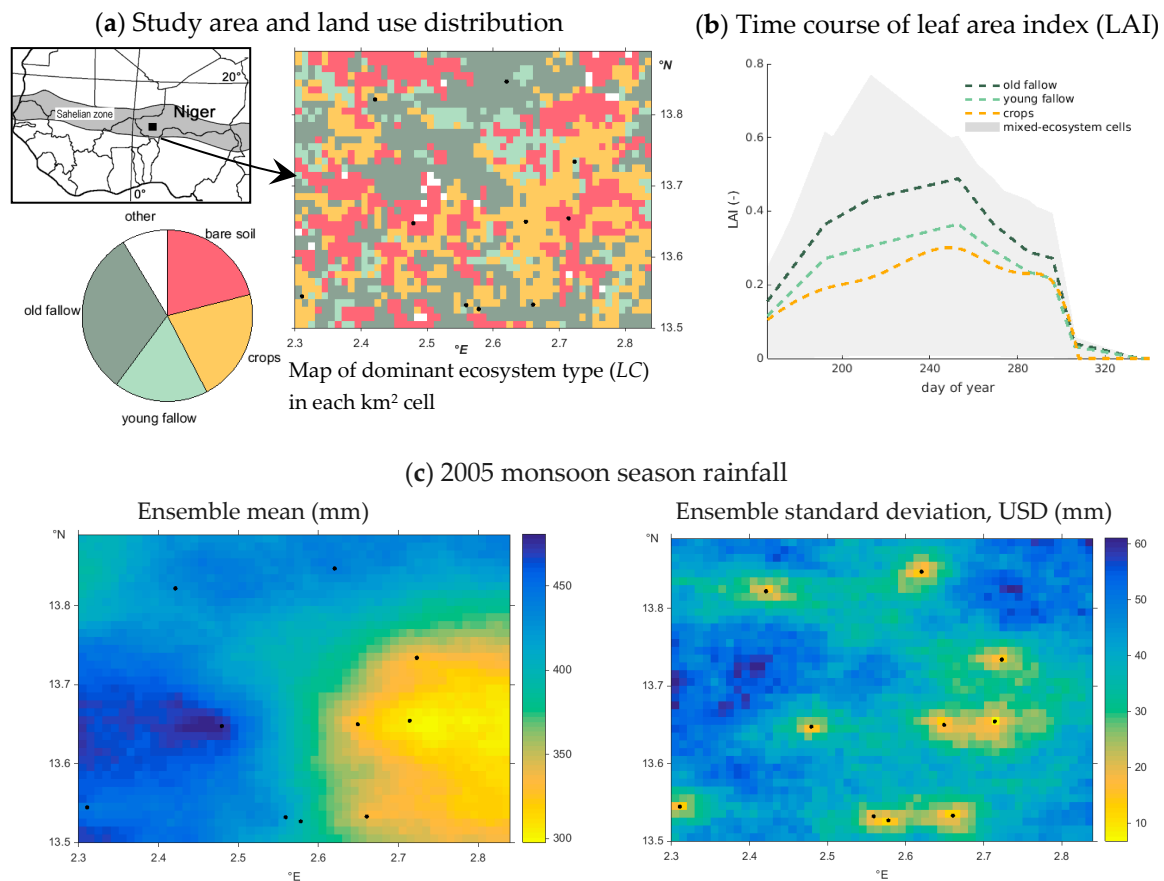 (a) Study area and land use distribution
20°
Niger
Sahelian zone
0°
°N
13.8
13.7
13.6
13.5
2.3
2.4
2.5
2.6
2.7
2.8
°E
other
bare soil
old fallow
crops
young fallow
Map of dominant ecosystem type (LC)
in each km² cell
(b) Time course of leaf area index (LAI)
0.8
0.6
0.4
0.2
0
LAI (-)
old fallow
young fallow
crops
mixed-ecosystem cells
200
240
280
320
day of year
(c) 2005 monsoon season rainfall
Ensemble mean (mm)
°N
13.8
13.7
13.6
13.5
2.3
2.4
2.5
2.6
2.7
2.8
°E
450
400
350
300
Ensemble standard deviation, USD (mm)
°N
13.8
13.7
13.6
13.5
2.3
2.4
2.5
2.6
2.7
2.8
°E
60
50
40
30
20
10